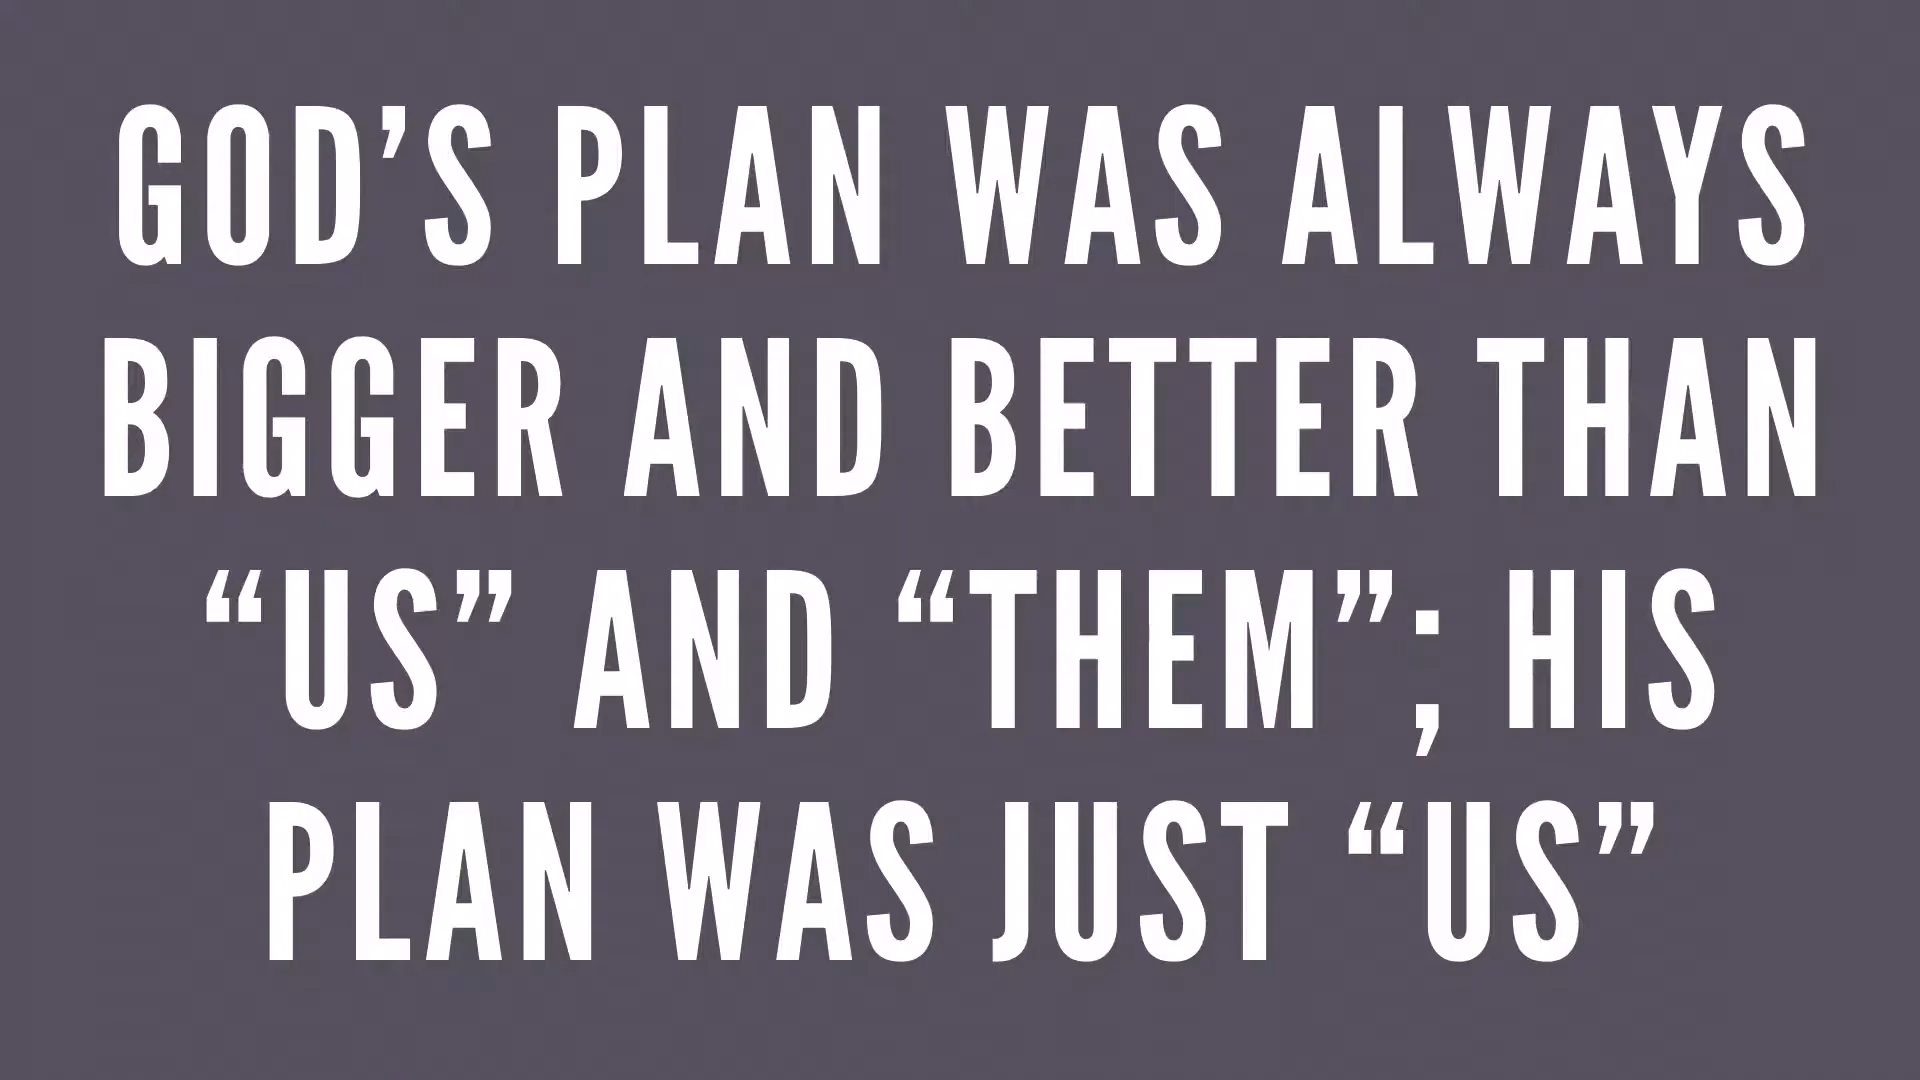 GOD’S PLAN WAS ALWAYS
BIGGER AND BETTER THAN
“US” AND “THEM”; HIS
PLAN WAS JUST “US”